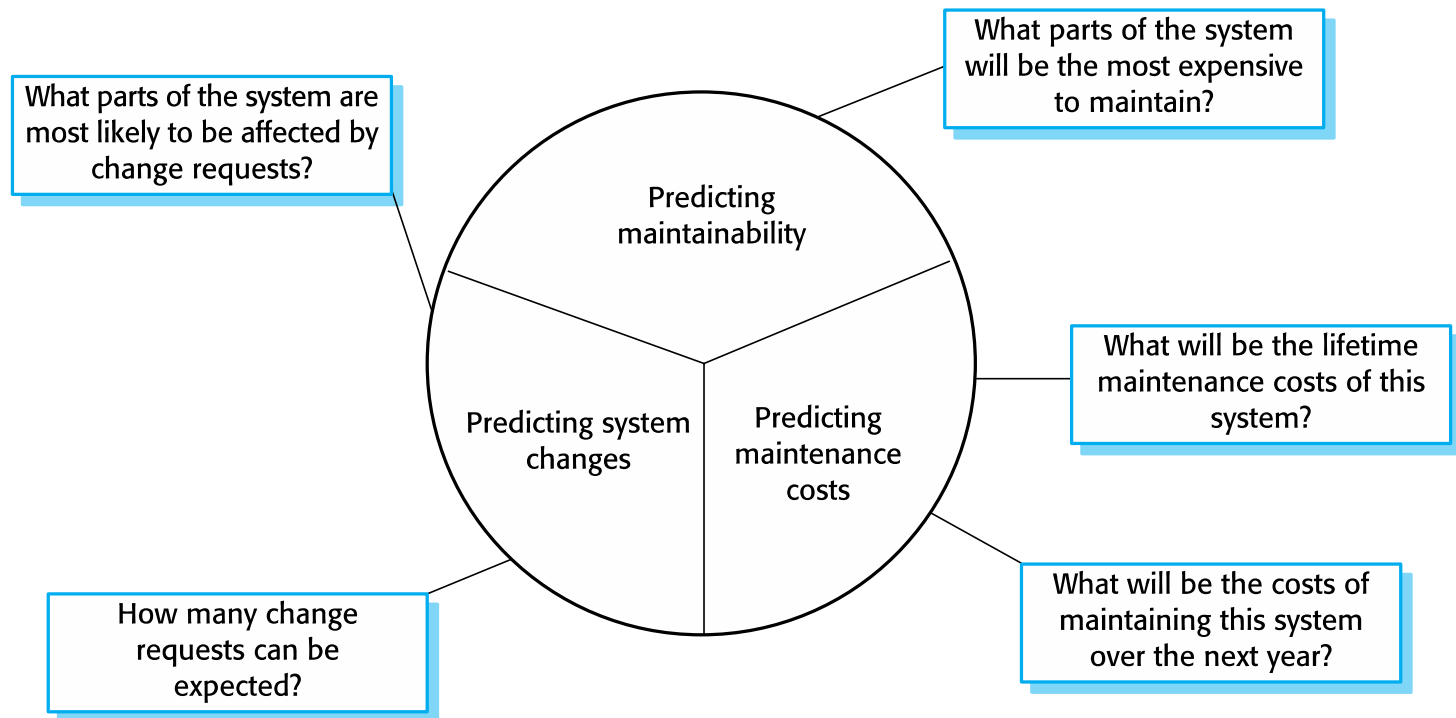 What parts of the system
will be the most expensive
to maintain?
What parts of the system are
most likely to be affected by
change requests?
Predicting
maintainability
What will be the lifetime
maintenance costs of this
system?
Predicting system
changes
Predicting
maintenance
costs
How many change
requests can be
expected?
What will be the costs of
maintaining this system
over the next year?